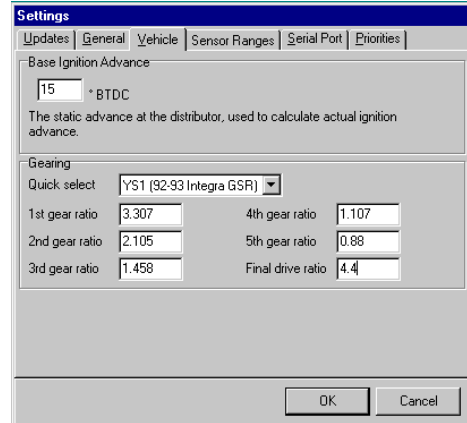 Settings
Updates General Vehicle Sensor Ranges Serial Port Priorities
Base Ignition Advance
15 ° BTDC
The static advance at the distributor, used to calculate actual ignition
advance.
Gearing
Quick select YS1 (92-93 Integra GSR)
1st gear ratio 3.307 4th gear ratio 1.107
2nd gear ratio 2.105 5th gear ratio 0.88
3rd gear ratio 1.458 Final drive ratio 4.4
OK Cancel